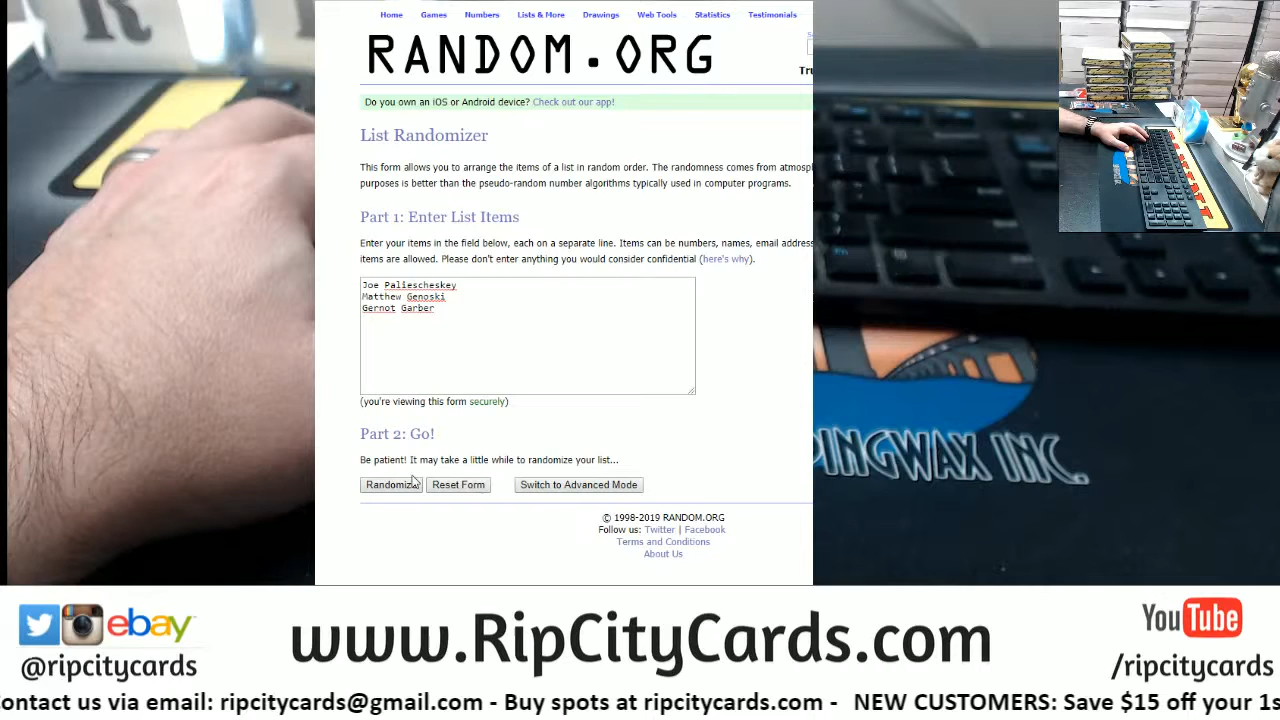 Home Games Numbers Lists & More Drawings Web Tools Statistics Testimonials
RANDOM.ORG
Do you own an iOS or Android device? Check out our app!
List Randomizer
This form allows you to arrange the items of a list in random order. The randomness comes from atmosph
purposes is better than the pseudo-random number algorithms typically used in computer programs.
Part 1: Enter List Items
Enter your items in the field below, each on a separate line. Items can be numbers, names, email address
items are allowed. Please don't enter anything you would consider confidential (here's why).
Joe Paliescheskey
Matthew Genoski
Gernot Garber
(you're viewing this form securely)
Part 2: Go!
Be patient! It may take a little while to randomize your list...
Randomize Reset Form Switch to Advanced Mode
© 1998-2019 RANDOM.ORG
Follow us: Twitter | Facebook
Terms and Conditions
About Us
DINGWAX INC.
ebay
@ripcitycards
www.RipCityCards.com
YouTube
/ripcitycards
Contact us via email: ripcitycards@gmail.com - Buy spots at ripcitycards.com - NEW CUSTOMERS: Save $15 off your 1s